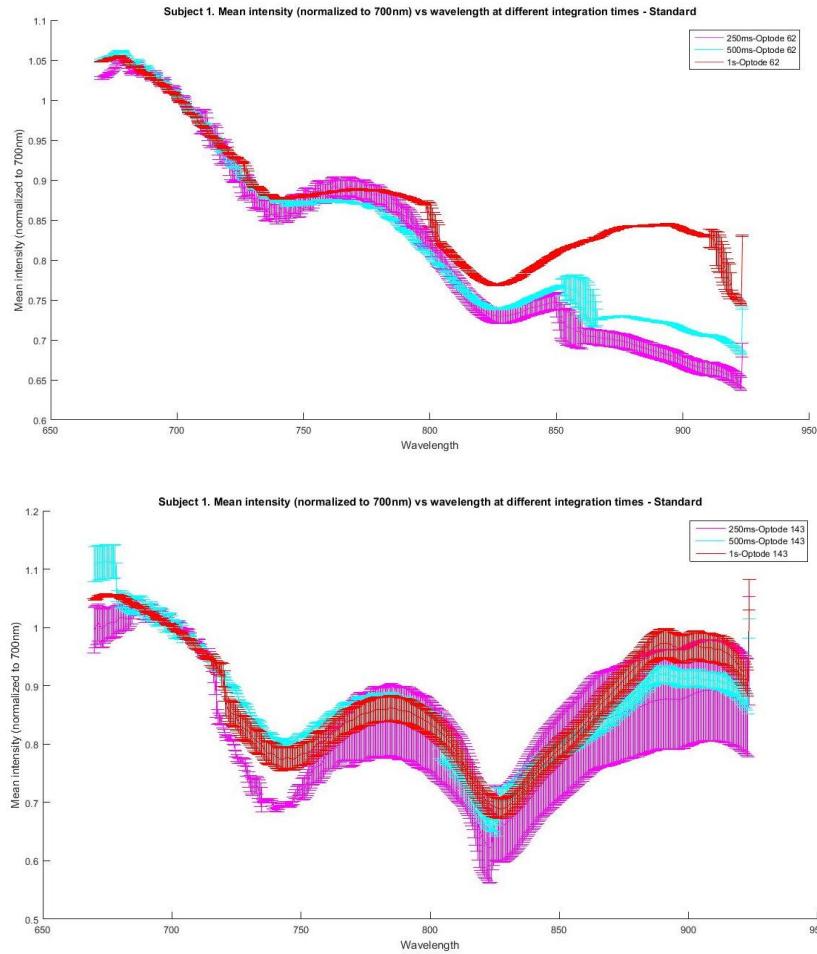 Subject 1. Mean intensity (normalized to 700nm) vs wavelength at different integration times - Standard
1.1
1.05
1
0.95
0.9
0.85
0.8
0.75
0.7
0.65
0.6
Mean intensity (normalized to 700nm)
250ms-Optode 62
500ms-Optode 62
1s-Optode 62
650 700 750 800 850 900 950
Wavelength
Subject 1. Mean intensity (normalized to 700nm) vs wavelength at different integration times - Standard
1.2
1.1
1
0.9
0.8
0.7
0.6
0.5
Mean intensity (normalized to 700nm)
250ms-Optode 143
500ms-Optode 143
1s-Optode 143
650 700 750 800 850 900
Wavelength